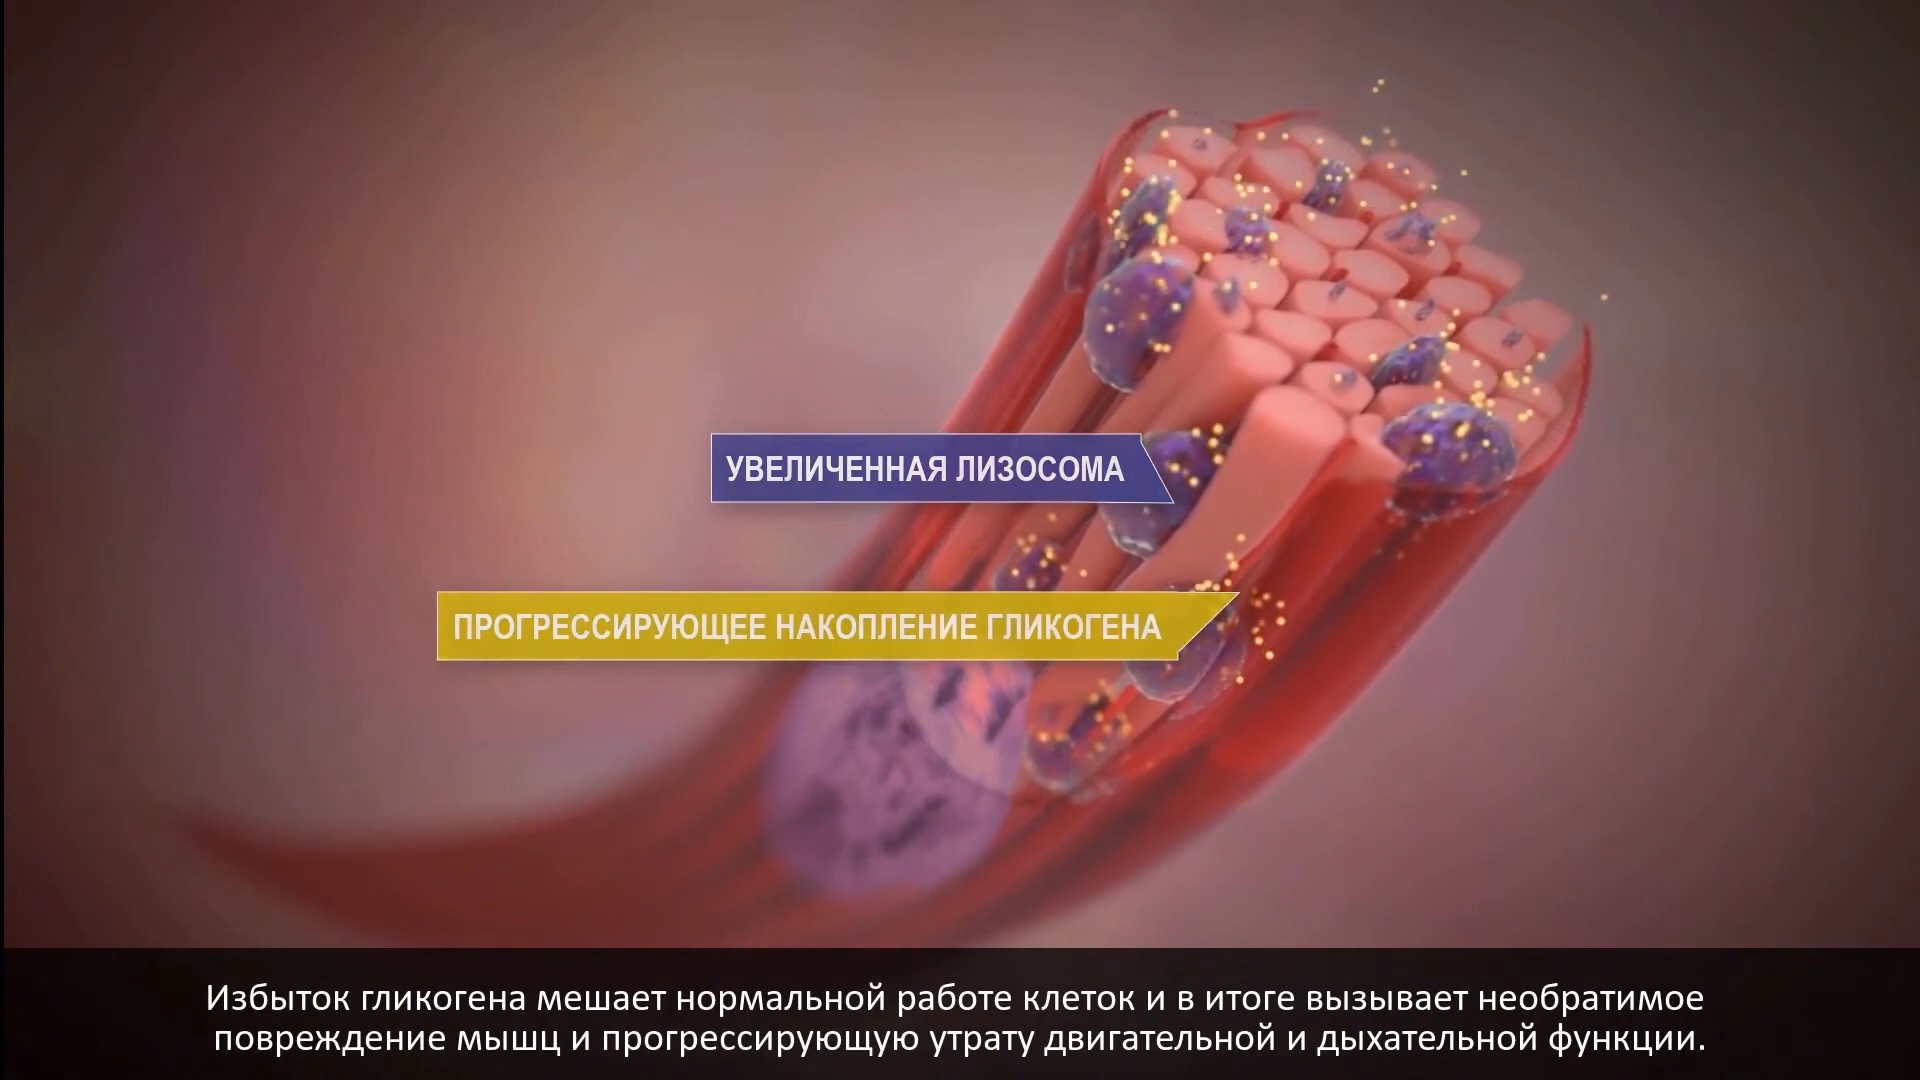 УВЕЛИЧЕННАЯ ЛИЗОСОМА
ПРОГРЕССИРУЮЩЕЕ НАКОПЛЕНИЕ ГЛИКОГЕНА
Избыток гликогена мешает нормальной работе клеток и в итоге вызывает необратимое
повреждение мышц и прогрессирующую утрату двигательной и дыхательной функции.